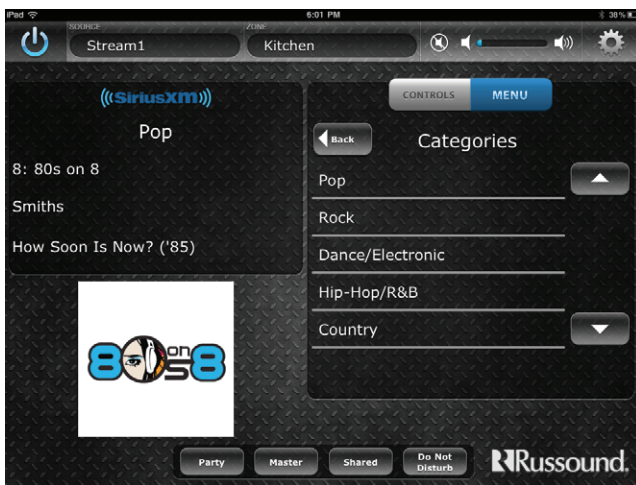 iPad 6:01 PM 38%
SOURCE ZONE
Stream1 Kitchen
((SiriusXM))
Pop
8: 80s on 8
Smiths
How Soon Is Now? ('85)
80s on 8
CONTROLS MENU
Back Categories
Pop
Rock
Dance/Electronic
Hip-Hop/R&B
Country
Party Master Shared Do Not
Disturb
Russound.